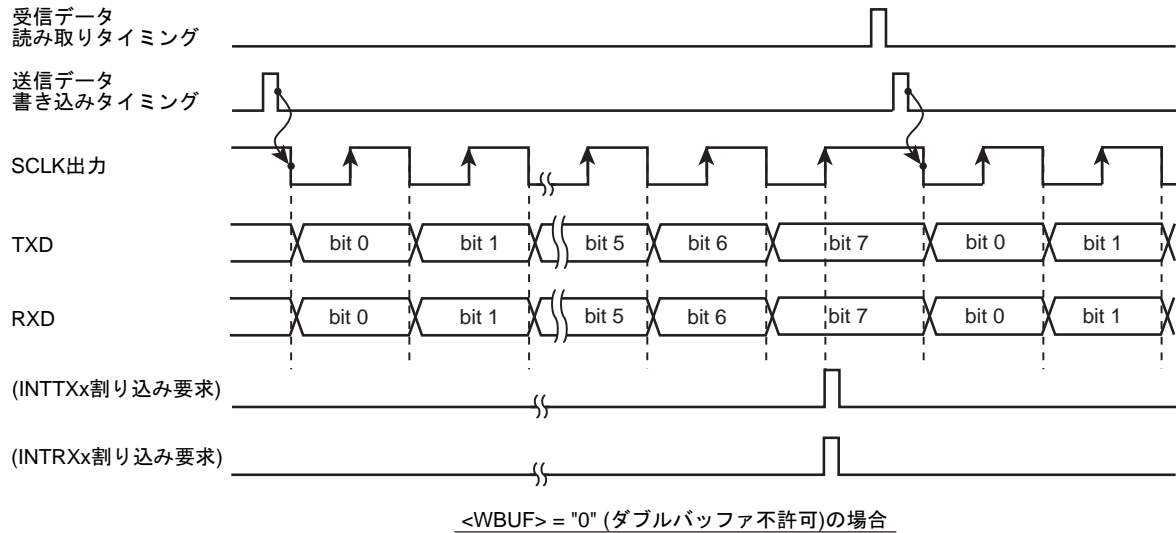 受信データ
読み取りタイミング
送信データ
書き込みタイミング
SCLK出力
TXD
bit 0 bit 1 bit 5 bit 6 bit 7 bit 0 bit 1
RXD
bit 0 bit 1 bit 5 bit 6 bit 7 bit 0 bit 1
(INTTXx割り込み要求)
(INTRXx割り込み要求)
<WBUF> = "0" (ダブルバッファ不許可)の場合